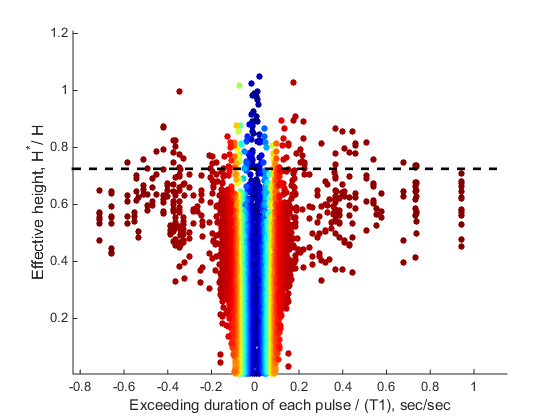 1.2
1
0.8
0.6
0.4
0.2
Effective height, H*/ H
-0.8 -0.6 -0.4 -0.2 0 0.2 0.4 0.6 0.8 1
Exceeding duration of each pulse / (T1), sec/sec